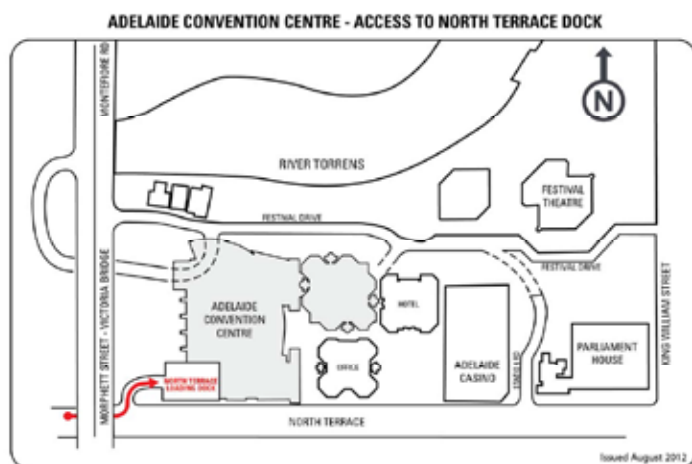 ADELAIDE CONVENTION CENTRE - ACCESS TO NORTH TERRACE DOCK
MONTEFIORE RD
N
RIVER TORRENS
FESTIVAL
THEATRE
FESTIVAL DRIVE
FESTIVAL DRIVE
MORPHETT STREET - VICTORIA BRIDGE
ADELAIDE
CONVENTION
CENTRE
HOTEL
KING WILLIAM STREET
NORTH TERRACE
LOADING DOCK
OFFICE
ADELAIDE
CASINO
PARLIAMENT
HOUSE
NORTH TERRACE
Issued August 2012